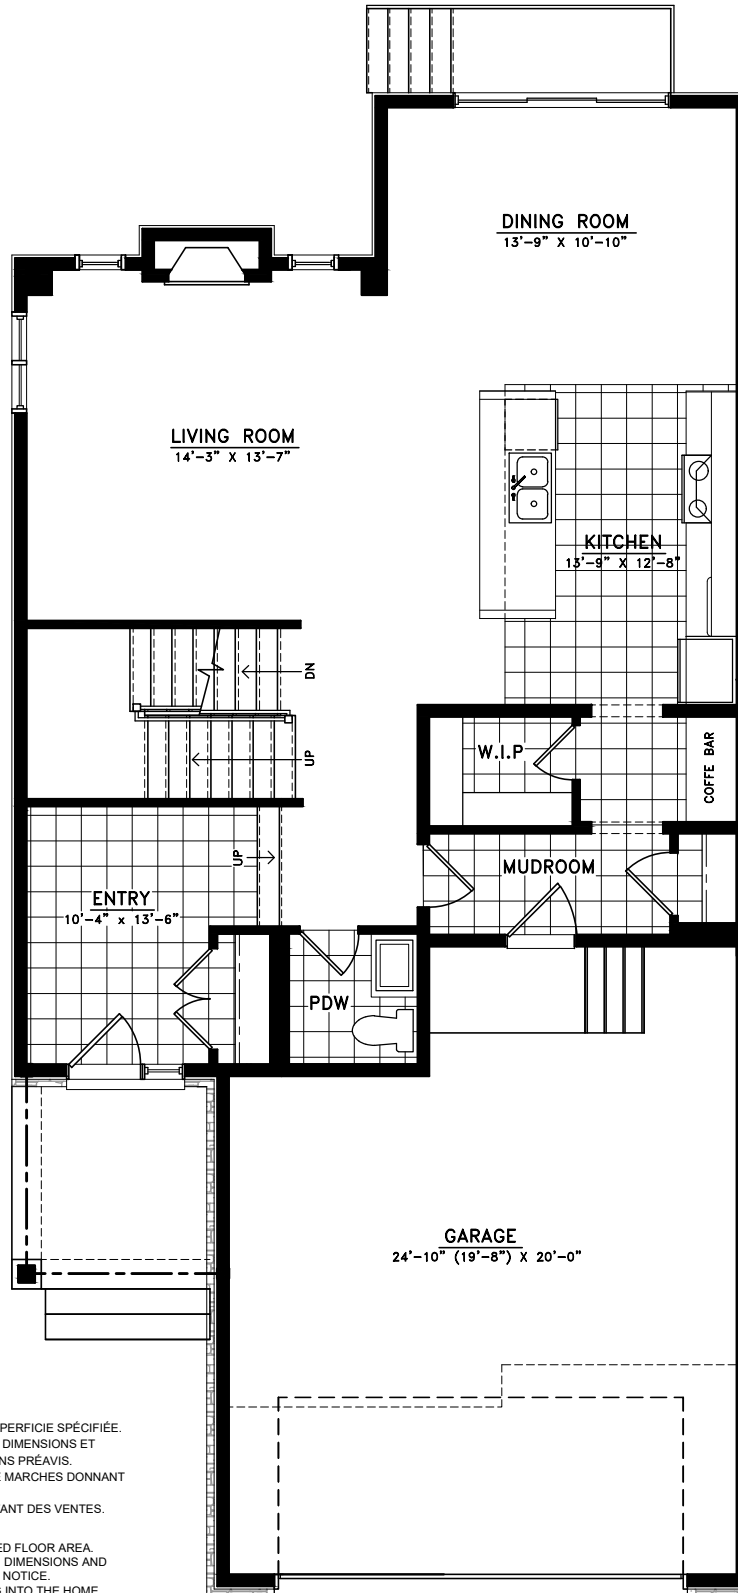 DINING ROOM
13'-9" X 10'-10"
LIVING ROOM
14'-3" X 13'-7"
KITCHEN
13'-9" X 12'-8"
DN
UP
W.I.P
COFFE BAR
UP
MUDROOM
ENTRY
10'-4" x 13'-6"
PDW
GARAGE
24'-10" (19'-8") X 20'-0"
PERFICIE SPÉCIFIÉE.
DIMENSIONS ET
NS PRÉAVIS.
E MARCHES DONNANT
ANT DES VENTES.
ED FLOOR AREA.
DIMENSIONS AND
NOTICE.
S INTO THE HOME